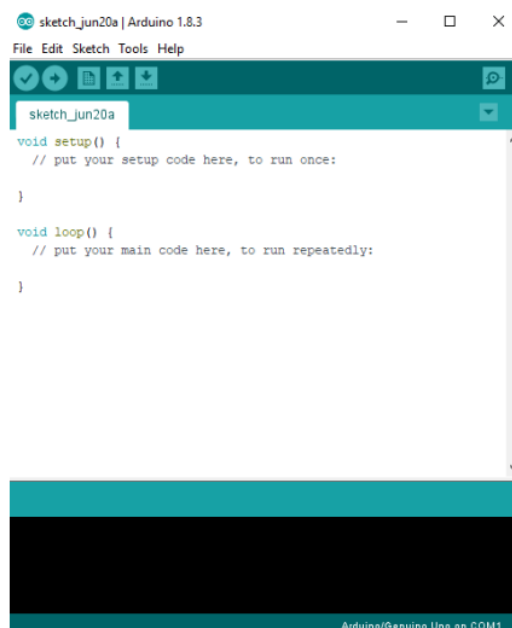 sketch_jun20a | Arduino 1.8.3
File Edit Sketch Tools Help
sketch_jun20a
void setup() {
  // put your setup code here, to run once:
}
void loop() {
  // put your main code here, to run repeatedly:
}
Arduino/Genuino Uno on COM1